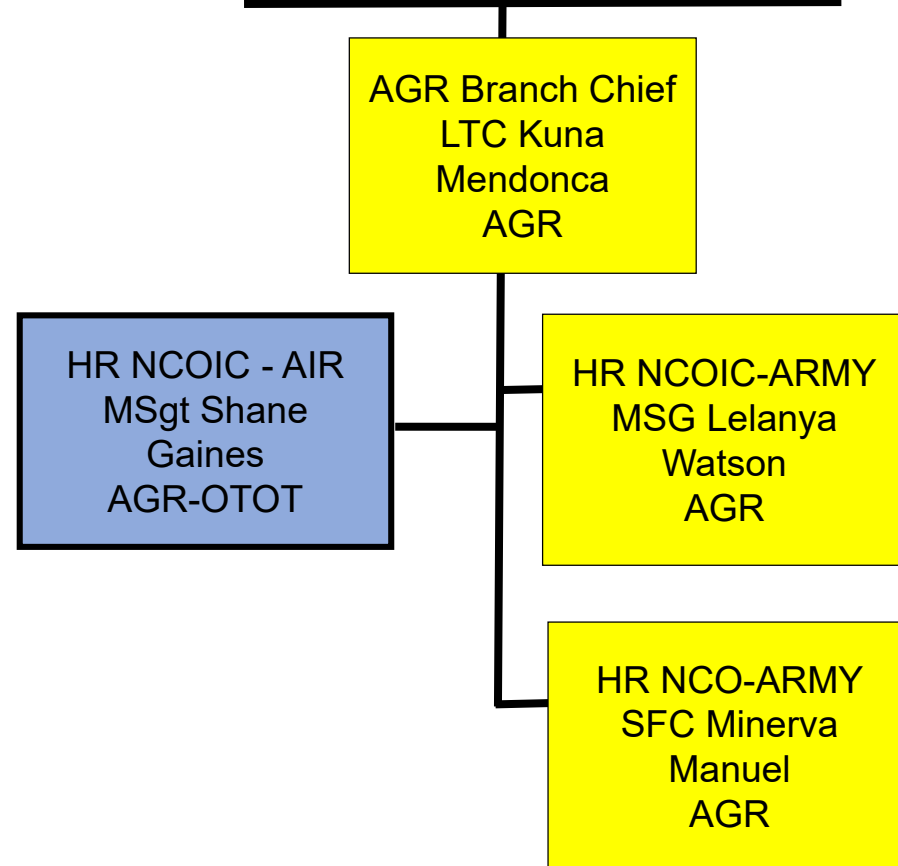 AGR Branch Chief
LTC Kuna
Mendonca
AGR
HR NCOIC - AIR
MSgt Shane
Gaines
AGR-OTOT
HR NCOIC-ARMY
MSG Lelanya
Watson
AGR
HR NCO-ARMY
SFC Minerva
Manuel
AGR